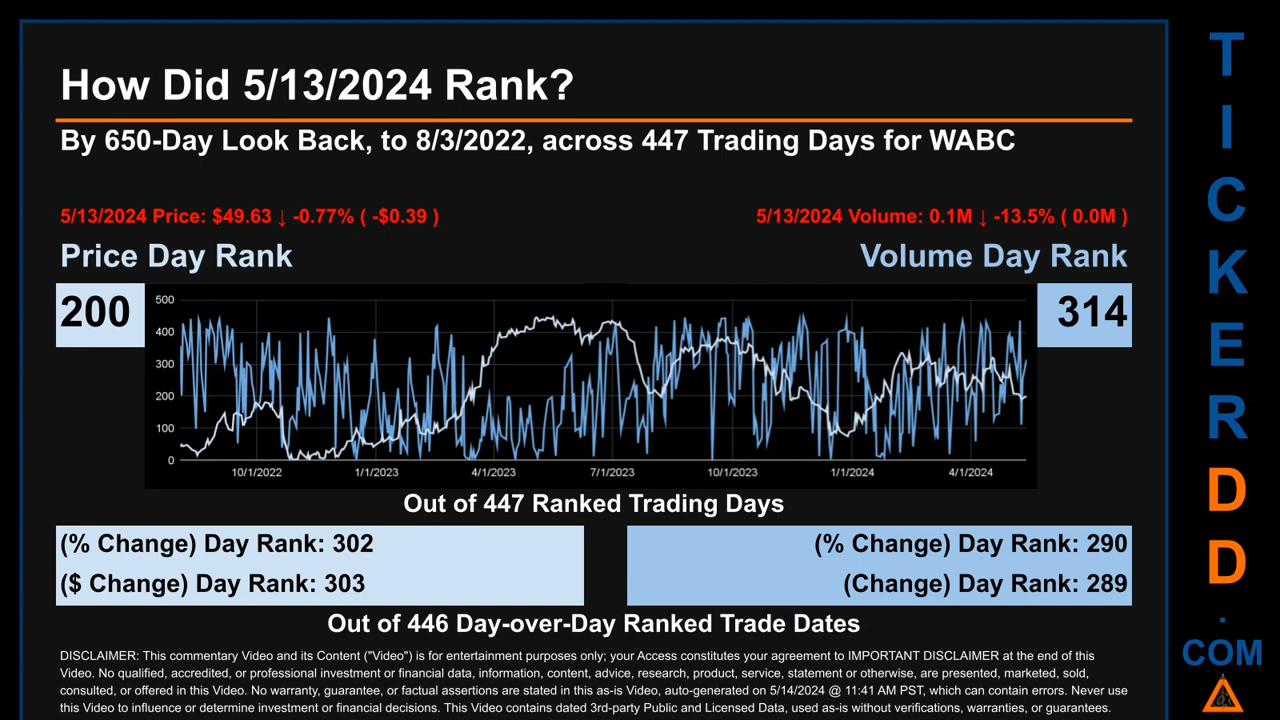 How Did 5/13/2024 Rank?
By 650-Day Look Back, to 8/3/2022, across 447 Trading Days for WABC
5/13/2024 Price: $49.63 ↓ -0.77% ( -$0.39 )
5/13/2024 Volume: 0.1M ↓ -13.5% ( 0.0M )
Price Day Rank
Volume Day Rank
200
314
500
400
300
200
100
0
10/1/2022
1/1/2023
4/1/2023
7/1/2023
10/1/2023
1/1/2024
4/1/2024
Out of 447 Ranked Trading Days
(% Change) Day Rank: 302
($ Change) Day Rank: 303
(% Change) Day Rank: 290
(Change) Day Rank: 289
Out of 446 Day-over-Day Ranked Trade Dates
DISCLAIMER: This commentary Video and its Content ("Video") is for entertainment purposes only; your Access constitutes your agreement to IMPORTANT DISCLAIMER at the end of this
Video. No qualified, accredited, or professional investment or financial data, information, content, advice, research, product, service, statement or otherwise, are presented, marketed, sold,
consulted, or offered in this Video. No warranty, guarantee, or factual assertions are stated in this as-is Video, auto-generated on 5/14/2024 @ 11:41 AM PST, which can contain errors. Never use
this Video to influence or determine investment or financial decisions. This Video contains dated 3rd-party Public and Licensed Data, used as-is without verifications, warranties, or guarantees.
T
I
C
K
E
R
D
D
.
COM